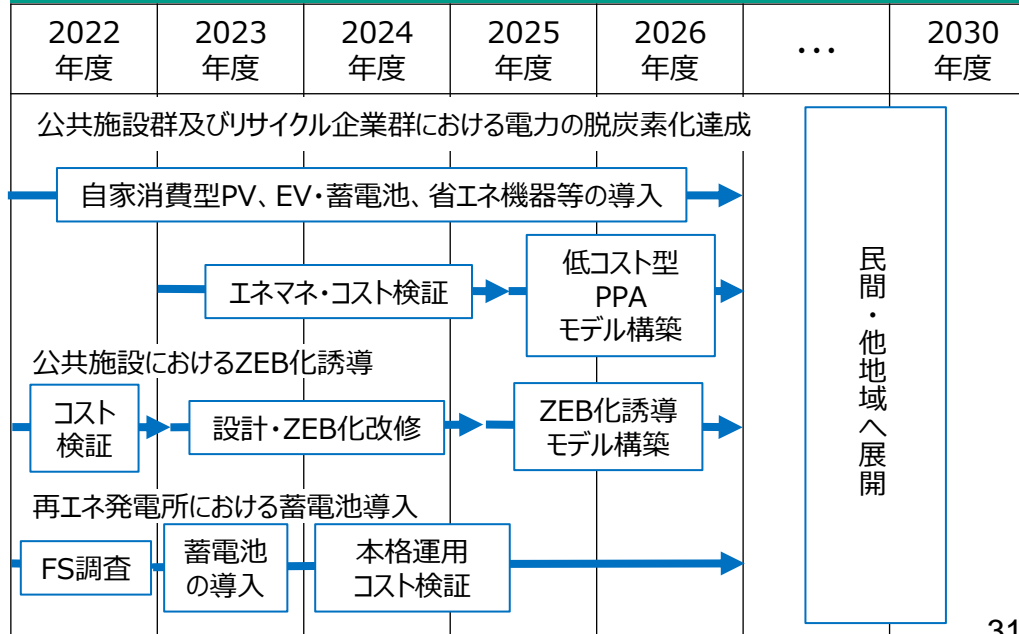 2022
年度
2023
年度
2024
年度
2025
年度
2026
年度
・・・
2030
年度
公共施設群及びリサイクル企業群における電力の脱炭素化達成
自家消費型PV、EV・蓄電池、省エネ機器等の導入
エネマネ・コスト検証
低コスト型
PPA
モデル構築
公共施設におけるZEB化誘導
コスト
検証
設計・ZEB化改修
ZEB化誘導
モデル構築
再エネ発電所における蓄電池導入
FS調査
蓄電池
の導入
本格運用
コスト検証
民間・他地域へ展開
31